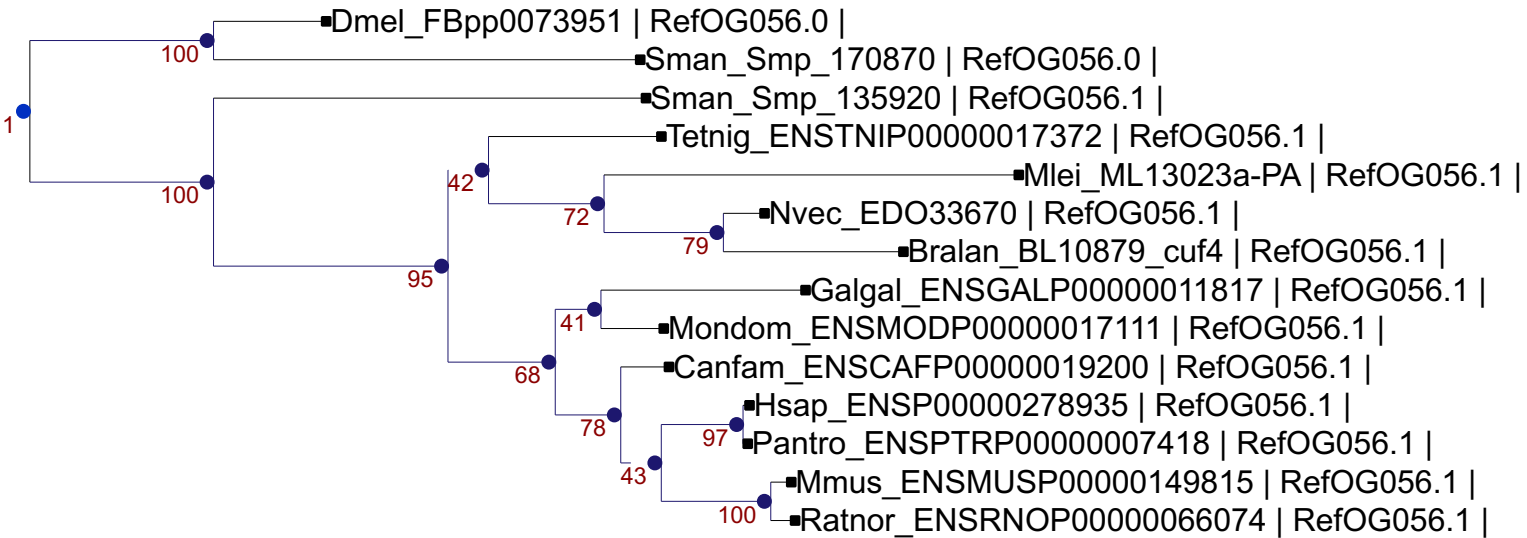 Dmel_FBpp0073951 | RefOG056.0 |
100
Sman_Smp_170870 | RefOG056.0 |
Sman_Smp_135920 | RefOG056.1 |
1
Tetnig_ENSTNIP00000017372 | RefOG056.1 |
42
Mlei_ML13023a-PA | RefOG056.1 |
100
72
Nvec_EDO33670 | RefOG056.1 |
79
Bralan_BL10879_cuf4 | RefOG056.1 |
95
Galgal_ENSGALP00000011817 | RefOG056.1 |
41
Mondom_ENSMODP00000017111 | RefOG056.1 |
68
Canfam_ENSCAFP00000019200 | RefOG056.1 |
Hsap_ENSP00000278935 | RefOG056.1 |
78
97
Pantro_ENSPTRP00000007418 | RefOG056.1 |
43
Mmus_ENSMUSP00000149815 | RefOG056.1 |
100
Ratnor_ENSRNOP00000066074 | RefOG056.1 |